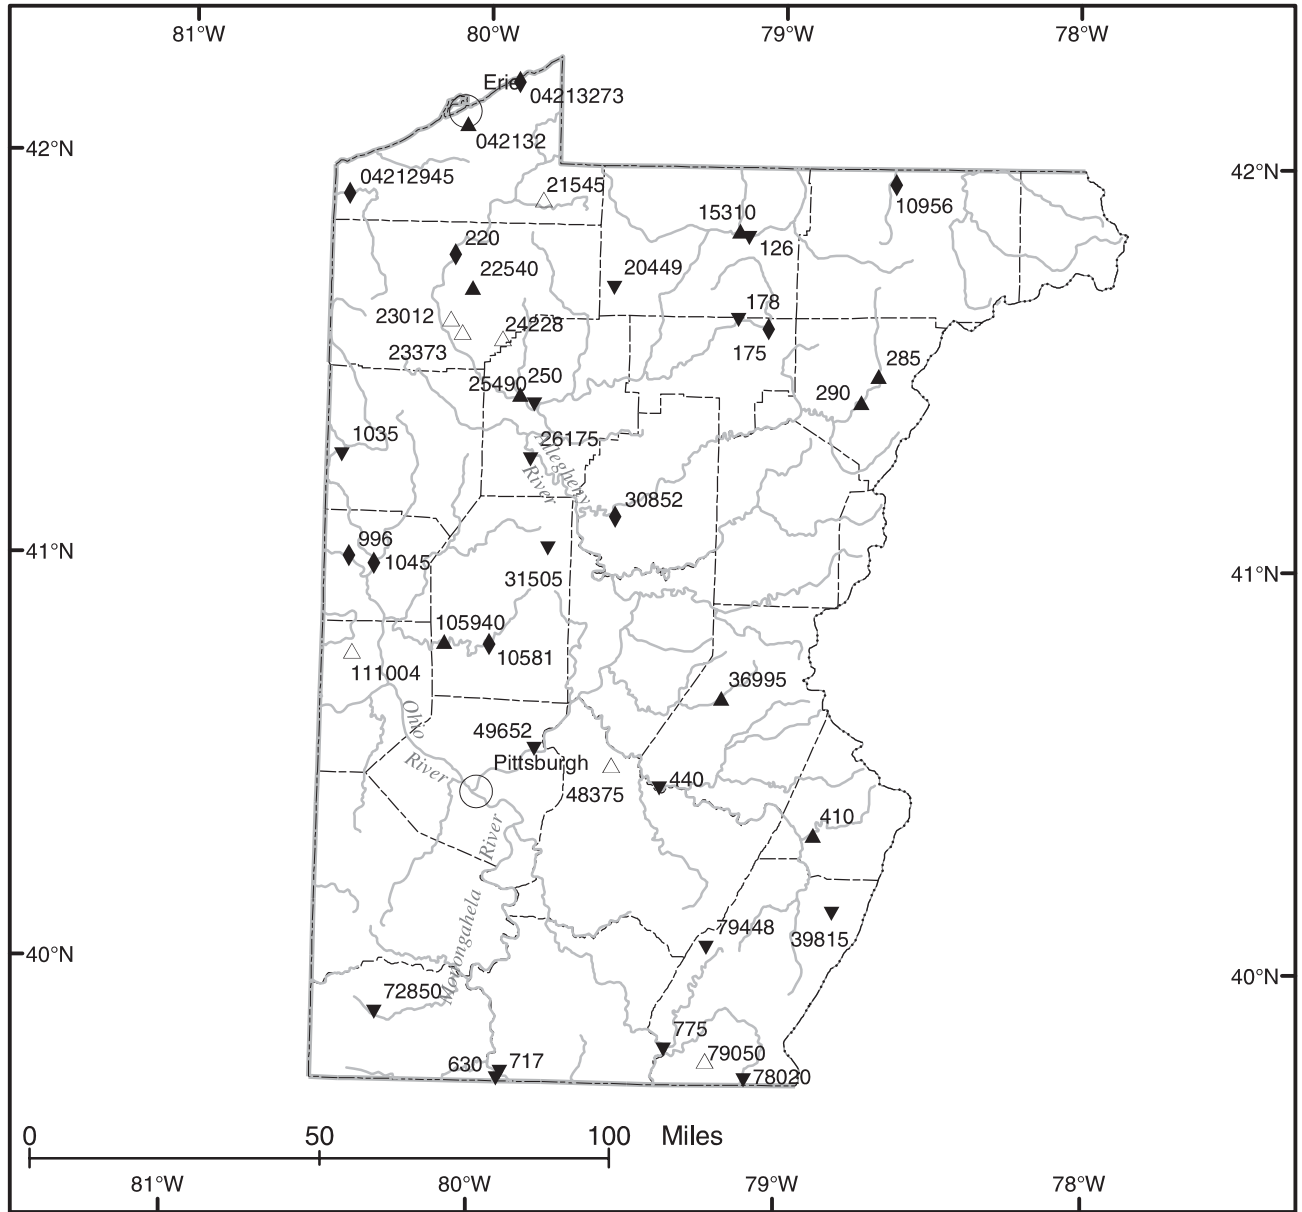 81°W
80°W
79°W
78°W
Erie
04213273
042132
42°N
42°N
04212945
21545
10956
15310
126
220
22540
20449
23012
178
24228
23373
175
285
25490
250
290
1035
26175
Allegheny
River
30852
996
41°N
1045
31505
41°N
105940
10581
111004
36995
Ohio
River
49652
Pittsburgh
48375
440
410
River
Monongahela
79448
39815
40°N
40°N
72850
775
630
717
79050
78020
0
50
100
Miles
81°W
80°W
79°W
78°W